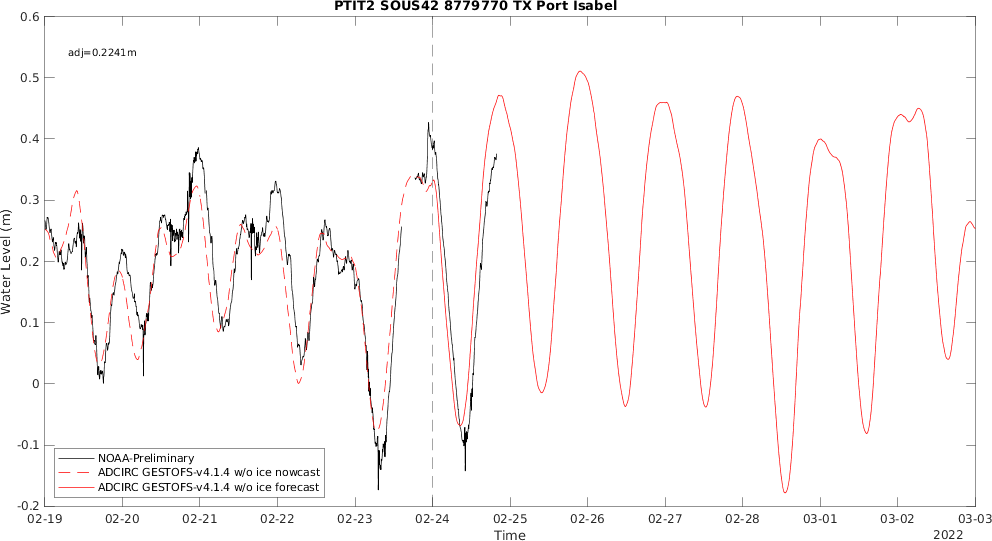 PTIT2 SOUS42 8779770 TX Port Isabel
0.6
adj=0.2241m
0.5
0.4
0.3
0.2
0.1
0
-0.1
-0.2
Water Level (m)
NOAA-Preliminary
ADCIRC GESTOFS-v4.1.4 w/o ice nowcast
ADCIRC GESTOFS-v4.1.4 w/o ice forecast
02-19 02-20 02-21 02-22 02-23 02-24 02-25 02-26 02-27 02-28 03-01 03-02 03-03
Time
2022